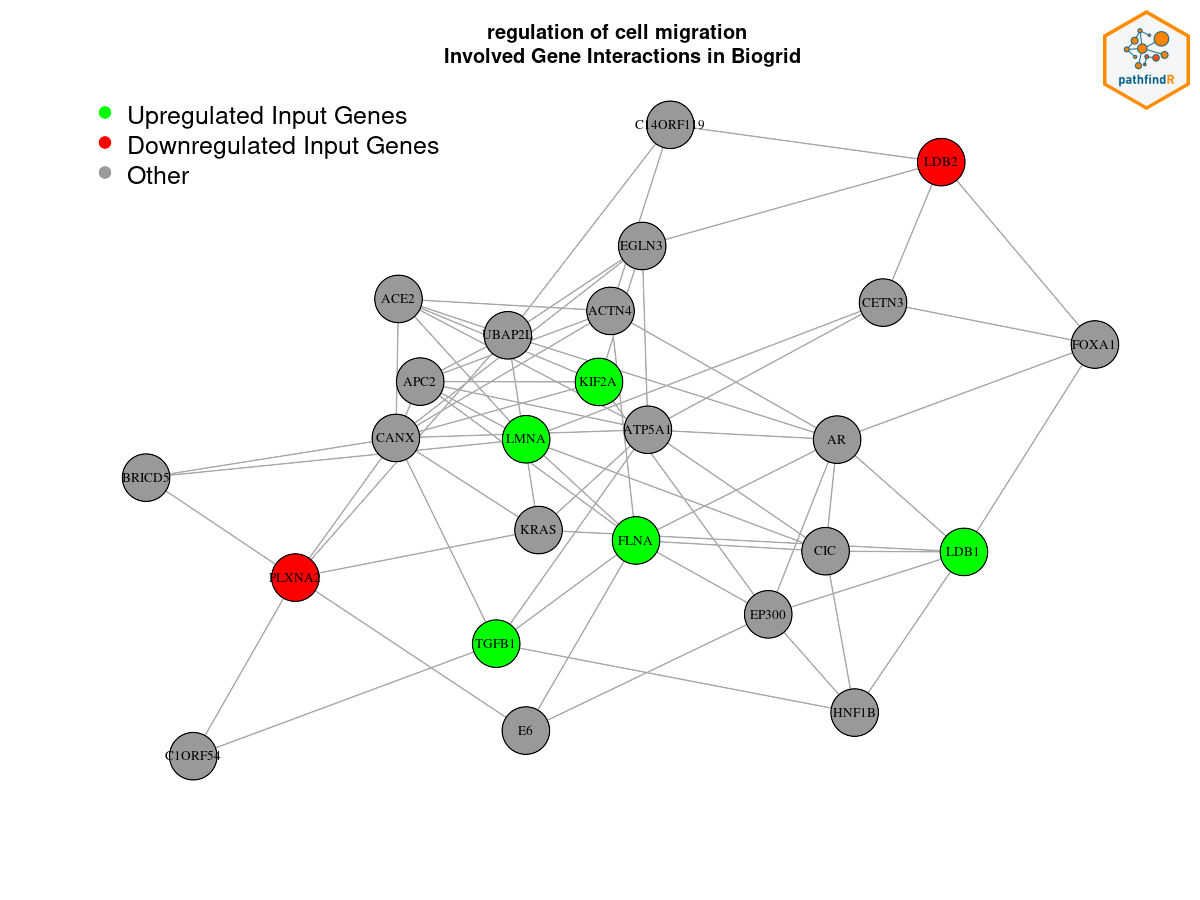 regulation of cell migration
Involved Gene Interactions in Biogrid
pathfindR
Upregulated Input Genes
Downregulated Input Genes
Other
C14ORF119
LDB2
EGLN3
ACE2
CETN3
ACTN4
UBAP2L
FOXA1
APC2
KIF2A
CANX
LMNA
ATP5A1
AR
BRICD5
KRAS
FLNA
CIC
LDB1
EP300
TGFB1
HNF1B
E6
C1ORF54